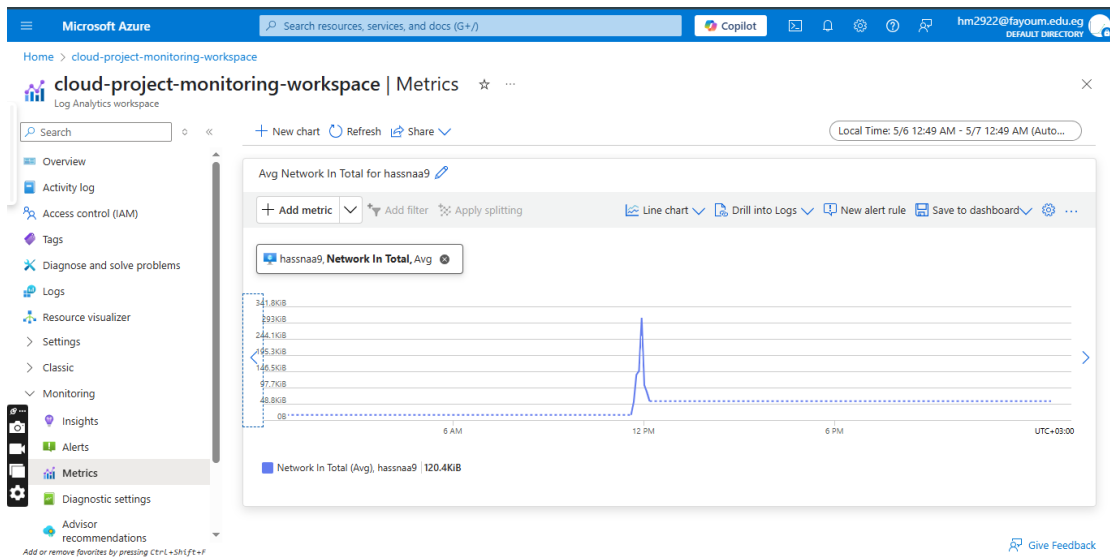 Microsoft Azure
Search resources, services, and docs (G+/)
Copilot
hm2922@fayoum.edu.eg
DEFAULT DIRECTORY
Home > cloud-project-monitoring-workspace
cloud-project-monitoring-workspace | Metrics
Log Analytics workspace
Search
New chart
Refresh
Share
Local Time: 5/6 12:49 AM - 5/7 12:49 AM (Auto...
Overview
Activity log
Access control (IAM)
Tags
Diagnose and solve problems
Logs
Resource visualizer
Settings
Classic
Monitoring
Insights
Alerts
Metrics
Diagnostic settings
Advisor
recommendations
Add or remove favorites by pressing Ctrl+Shift+F
Avg Network In Total for hassnaa9
Add metric
Add filter
Apply splitting
Line chart
Drill into Logs
New alert rule
Save to dashboard
hassnaa9, Network In Total, Avg
341.8KiB
293KiB
244.1KiB
195.3KiB
146.5KiB
97.7KiB
48.8KiB
0B
6 AM
12 PM
6 PM
UTC+03:00
Network In Total (Avg), hassnaa9 | 120.4KiB
Give Feedback